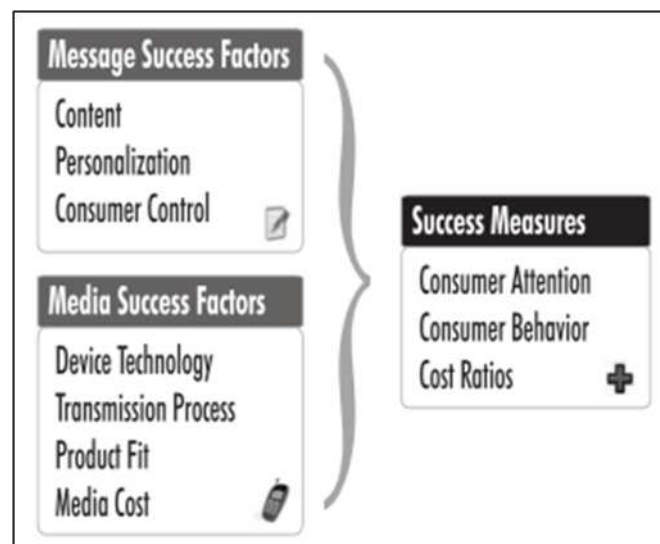 Message Success Factors
Content
Personalization
Consumer Control
Media Success Factors
Device Technology
Transmission Process
Product Fit
Media Cost
Success Measures
Consumer Attention
Consumer Behavior
Cost Ratios